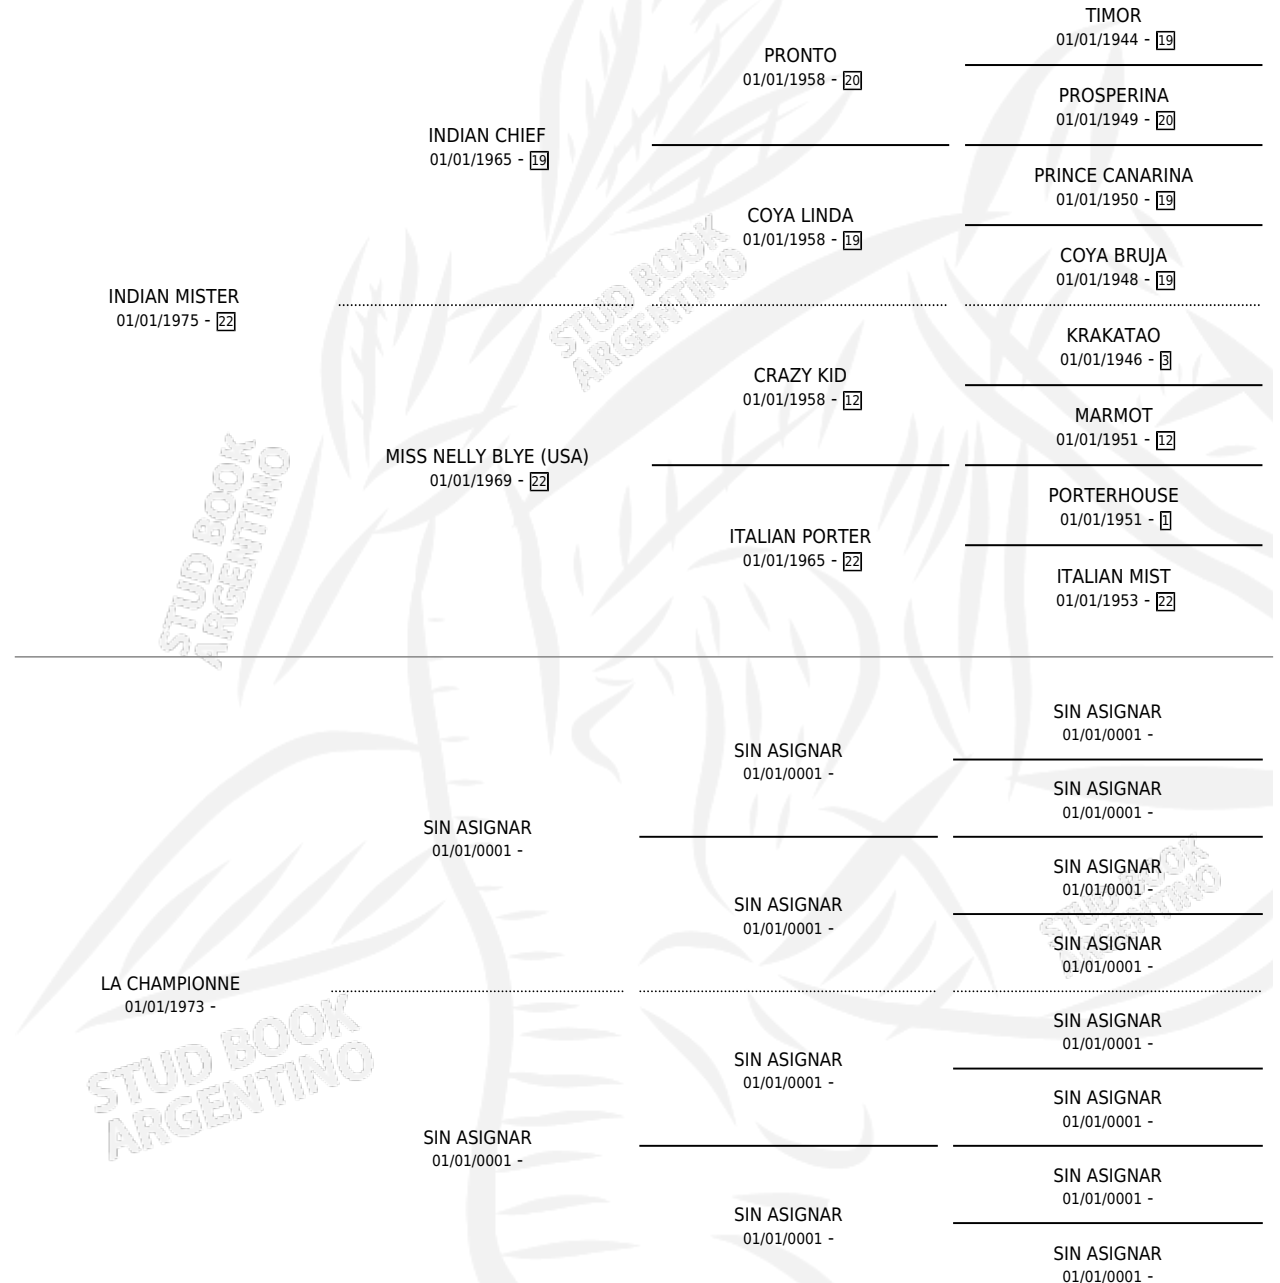 TIMOR
01/01/1944 - 19
PRONTO
01/01/1958 - 20
PROSPERINA
01/01/1949 - 20
INDIAN CHIEF
01/01/1965 - 19
PRINCE CANARINA
01/01/1950 - 19
COYA LINDA
01/01/1958 - 19
COYA BRUJA
01/01/1948 - 19
INDIAN MISTER
01/01/1975 - 22
KRAKATAO
01/01/1946 - 3
CRAZY KID
01/01/1958 - 12
MARMOT
01/01/1951 - 12
MISS NELLY BLYE (USA)
01/01/1969 - 22
PORTERHOUSE
01/01/1951 - 1
ITALIAN PORTER
01/01/1965 - 22
ITALIAN MIST
01/01/1953 - 22
STUD BOOK
ARGENTINO
STUD BOOK
ARGENTINO
SIN ASIGNAR
01/01/0001 -
SIN ASIGNAR
01/01/0001 -
SIN ASIGNAR
01/01/0001 -
SIN ASIGNAR
01/01/0001 -
SIN ASIGNAR
01/01/0001 -
SIN ASIGNAR
01/01/0001 -
SIN ASIGNAR
01/01/0001 -
LA CHAMPIONNE
01/01/1973 -
SIN ASIGNAR
01/01/0001 -
SIN ASIGNAR
01/01/0001 -
SIN ASIGNAR
01/01/0001 -
SIN ASIGNAR
01/01/0001 -
SIN ASIGNAR
01/01/0001 -
SIN ASIGNAR
01/01/0001 -
SIN ASIGNAR
01/01/0001 -
STUD BOOK
ARGENTINO
STUD BOOK
ARGENTINO